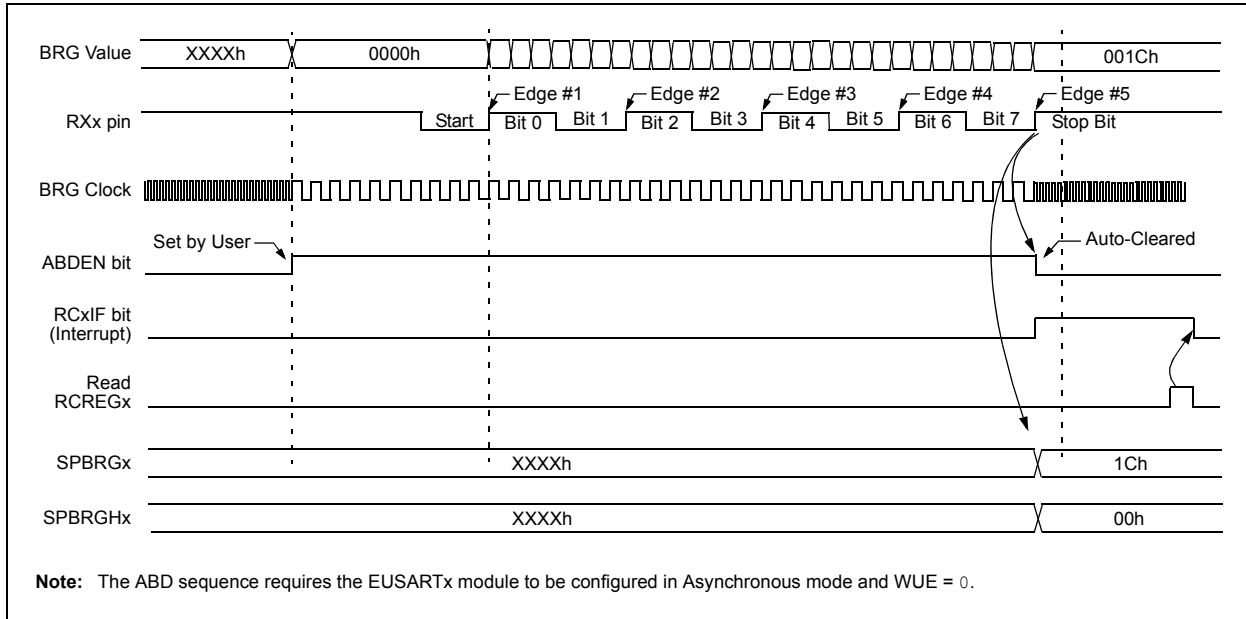 BRG Value
XXXXh
0000h
001Ch
RXx pin
Start
Edge #1
Bit 0
Bit 1
Edge #2
Bit 2
Bit 3
Edge #3
Bit 4
Bit 5
Edge #4
Bit 6
Bit 7
Edge #5
Stop Bit
BRG Clock
Set by User
Auto-Cleared
ABDEN bit
RCxIF bit
(Interrupt)
Read
RCREGx
SPBRGx
XXXXh
1Ch
SPBRGHx
XXXXh
00h
Note: The ABD sequence requires the EUSARTx module to be configured in Asynchronous mode and WUE = 0.